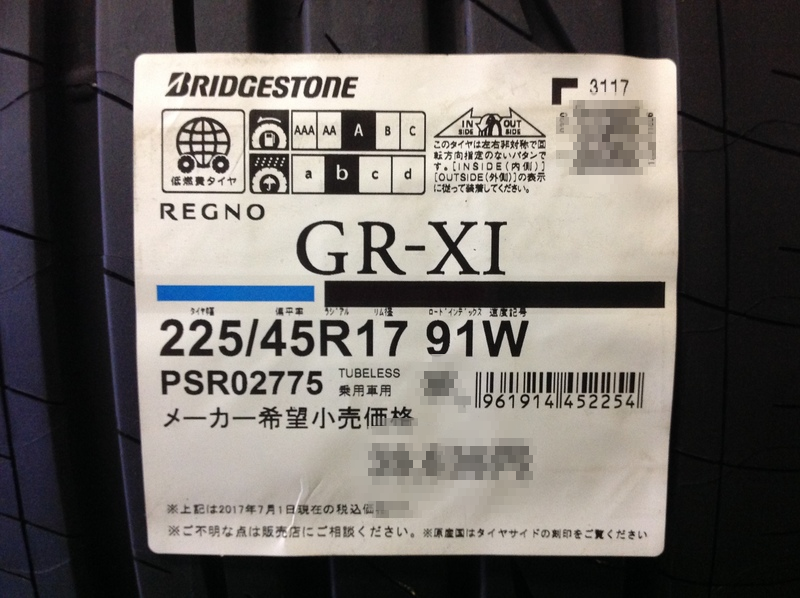 BRIDGESTONE
3117
低燃費タイヤ
AAA AA A B C
a b c d
IN SIDE OUT SIDE
このタイヤは左右非対称で回
転方向指定のないパタンで
す。[INSIDE(内側)]
[OUTSIDE(外側)]の表示
に従って装着してください。
REGNO
GR-XI
タイヤ幅 偏平率 ラジアル リム径 ロードインデックス 速度記号
225/45R17 91W
PSR02775 TUBELESS
乗用車用
961914 452254
メーカー希望小売価格
※上記は2017年7月1日現在の税込価
※ご不明な点は販売店にご相談ください。※原産国はタイヤサイドの刻印をご覧ください